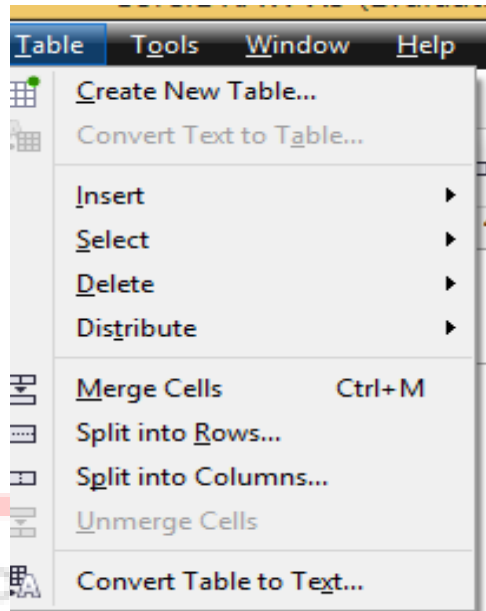 Table Tools Window Help
Create New Table...
Convert Text to Table...
Insert
Select
Delete
Distribute
Merge Cells Ctrl+M
Split into Rows...
Split into Columns...
Unmerge Cells
Convert Table to Text...